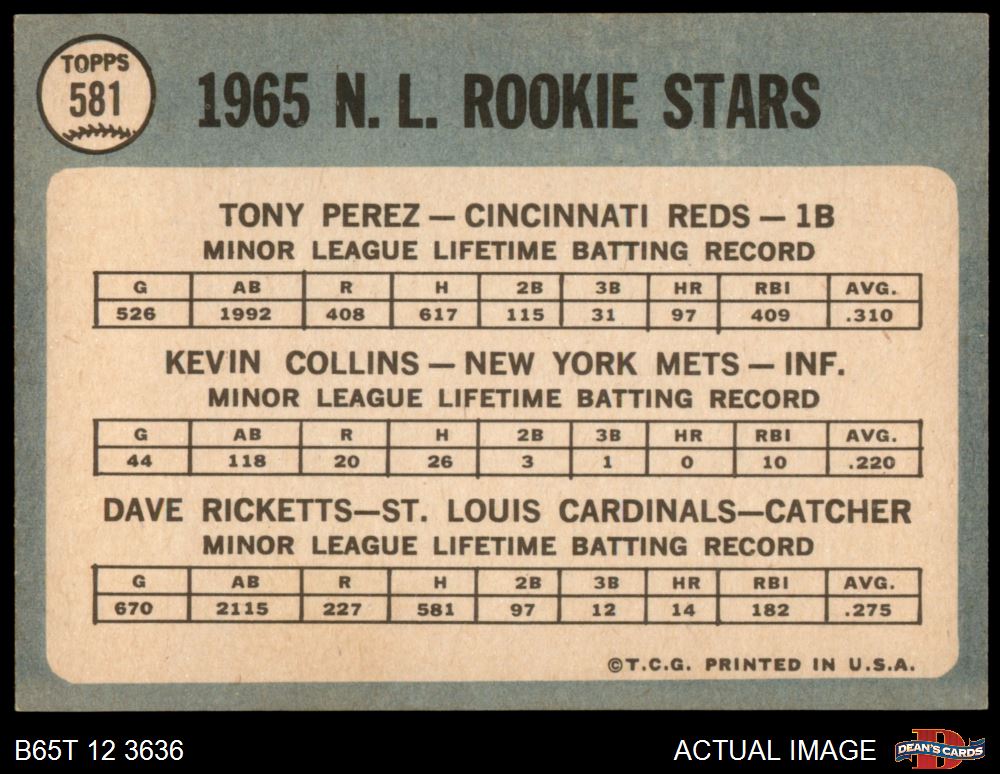 TOPPS
581
1965 N. L. ROOKIE STARS
TONY PEREZ — CINCINNATI REDS — 1B
MINOR LEAGUE LIFETIME BATTING RECORD
G AB R H 2B 3B HR RBI AVG.
526 1992 408 617 115 31 97 409 .310
KEVIN COLLINS — NEW YORK METS — INF.
MINOR LEAGUE LIFETIME BATTING RECORD
G AB R H 2B 3B HR RBI AVG.
44 118 20 26 3 1 0 10 .220
DAVE RICKETTS—ST. LOUIS CARDINALS—CATCHER
MINOR LEAGUE LIFETIME BATTING RECORD
G AB R H 2B 3B HR RBI AVG.
670 2115 227 581 97 12 14 182 .275
©T.C.G. PRINTED IN U.S.A.
B65T 12 3636
ACTUAL IMAGE
D
DEAN'S CARDS